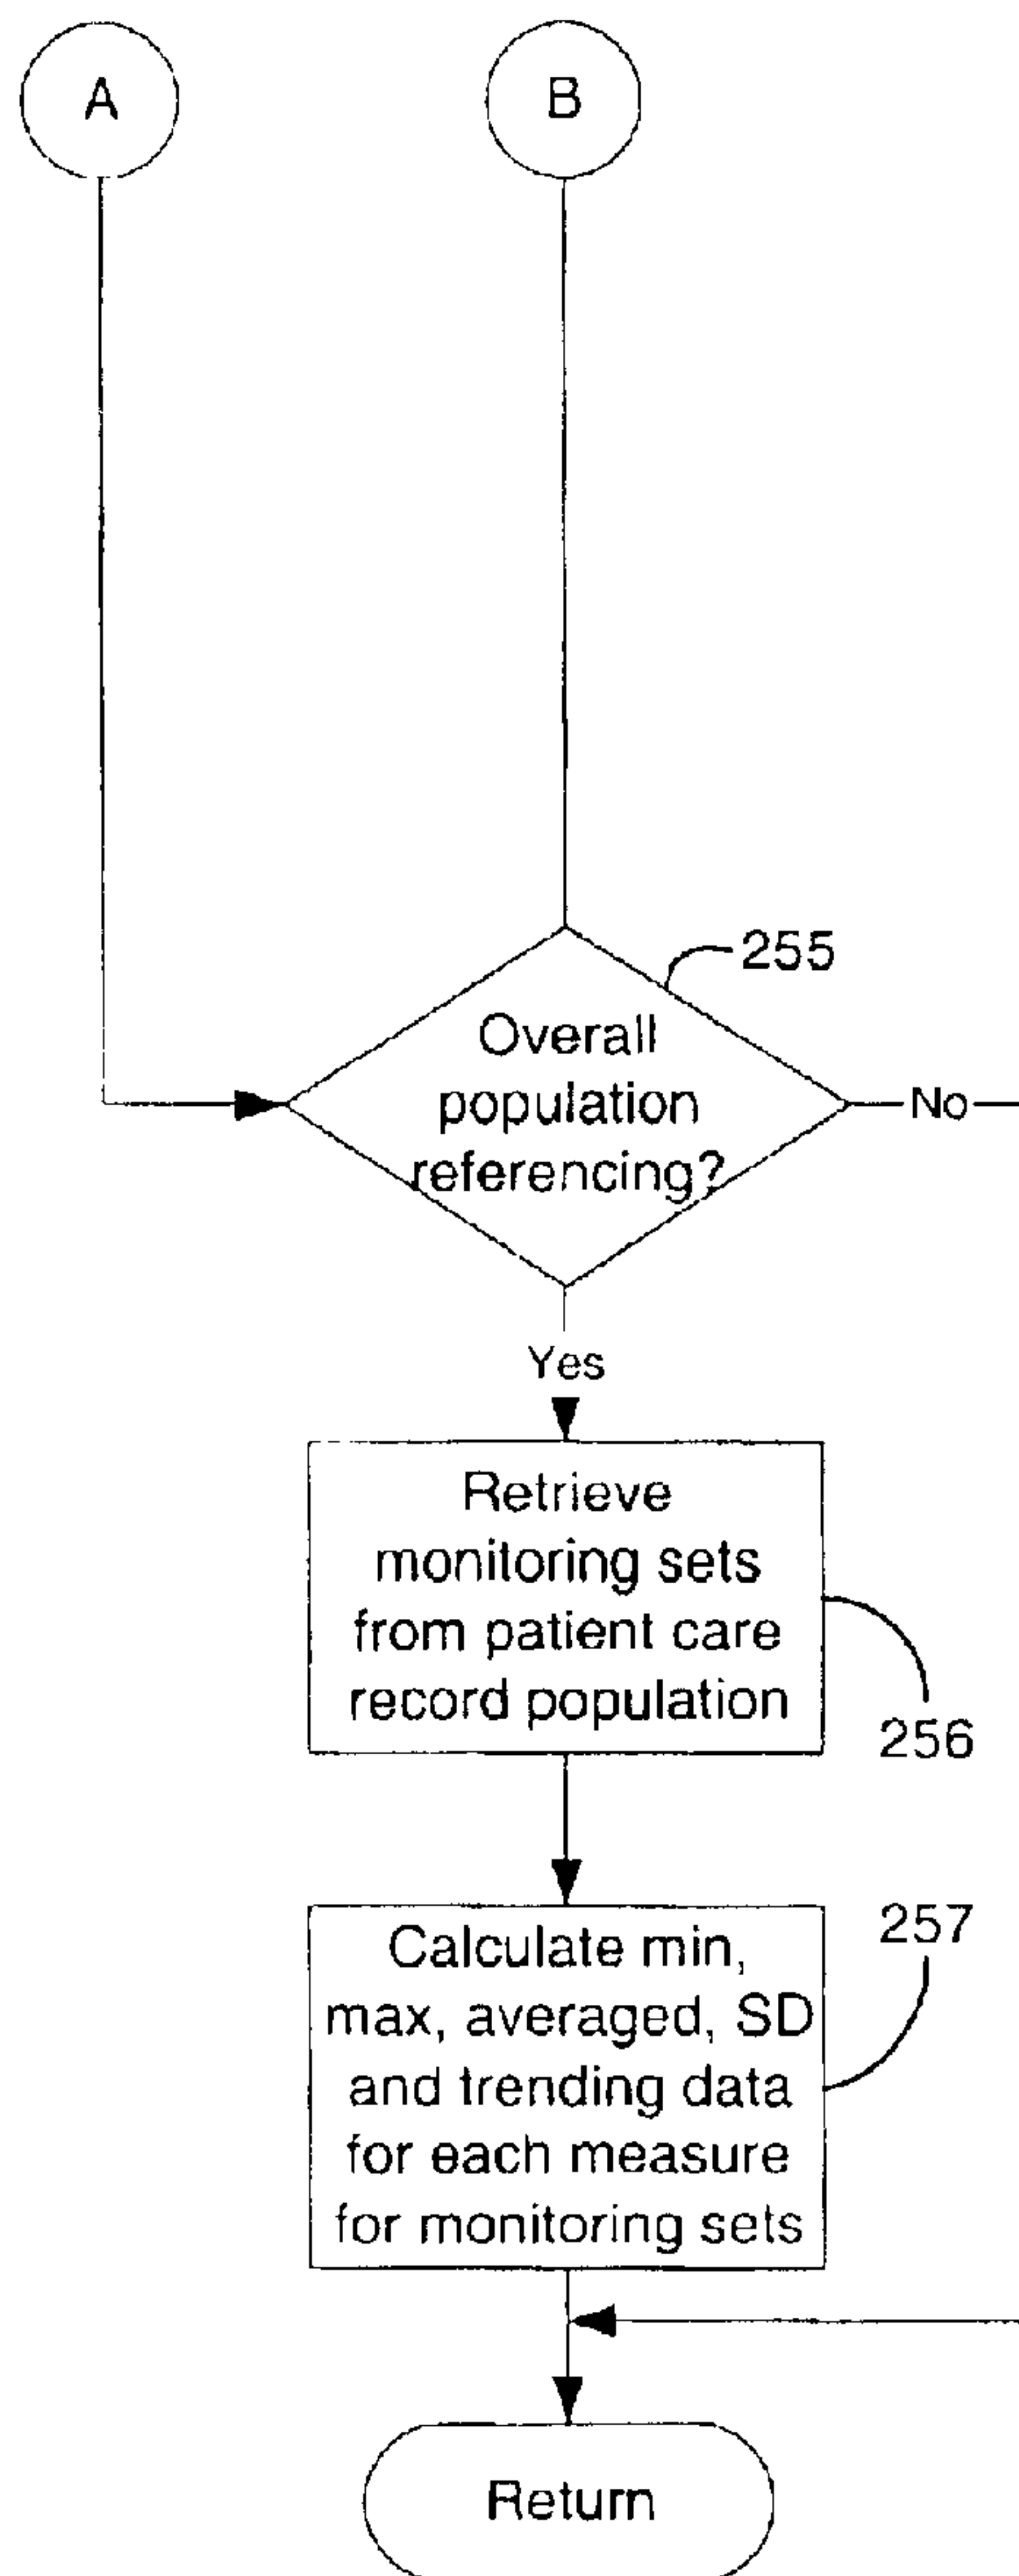 A
B
255
Overall
population
referencing?
No
Yes
Retrieve
monitoring sets
from patient care
record population
256
257
Calculate min,
max, averaged, SD
and trending data
for each measure
for monitoring sets
Return